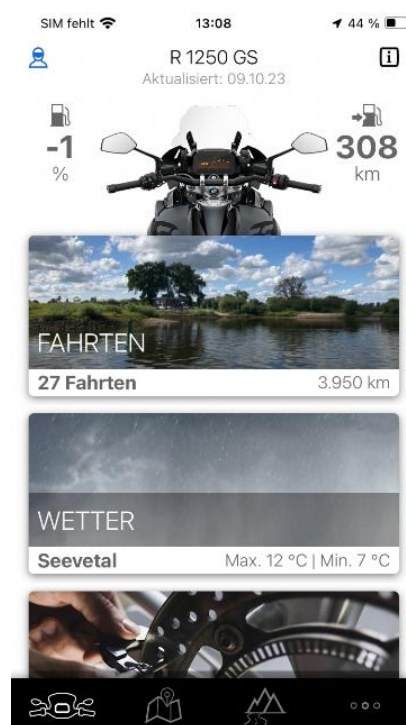 SIM fehlt 13:08 44 %
R 1250 GS
Aktualisiert: 09.10.23
-1 308
% km
FAHRTEN
27 Fahrten 3.950 km
WETTER
Seevetal Max. 12 °C | Min. 7 °C